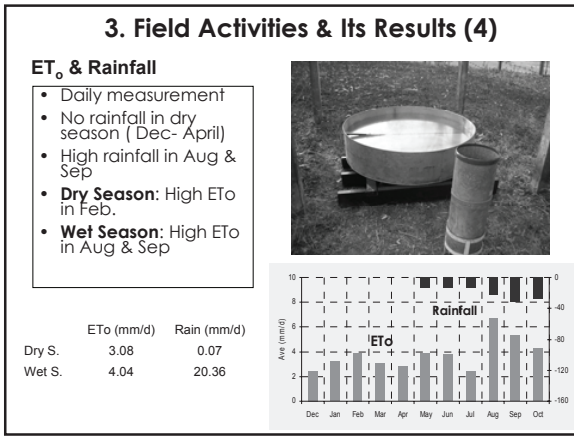 3. Field Activities & Its Results (4)
ETo & Rainfall
• Daily measurement
• No rainfall in dry
season ( Dec- April)
• High rainfall in Aug &
Sep
• Dry Season: High ETo
in Feb.
• Wet Season: High ETo
in Aug & Sep
ETo (mm/d) Rain (mm/d)
Dry S. 3.08 0.07
Wet S. 4.04 20.36
Ave (mm/d)
10
8
6
4
2
0
Rainfall
ETo
0
-40
-80
-120
-160
Dec Jan Feb Mar Apr May Jun Jul Aug Sep Oct